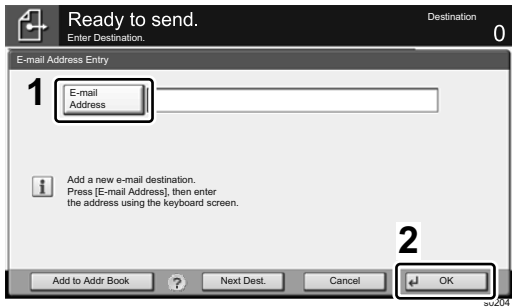 Ready to send.
Destination
Enter Destination.
0
E-mail Address Entry
1
E-mail
Address
Add a new e-mail destination.
Press [E-mail Address], then enter
the address using the keyboard screen.
2
Add to Addr Book
?
Next Dest.
Cancel
OK
s0204